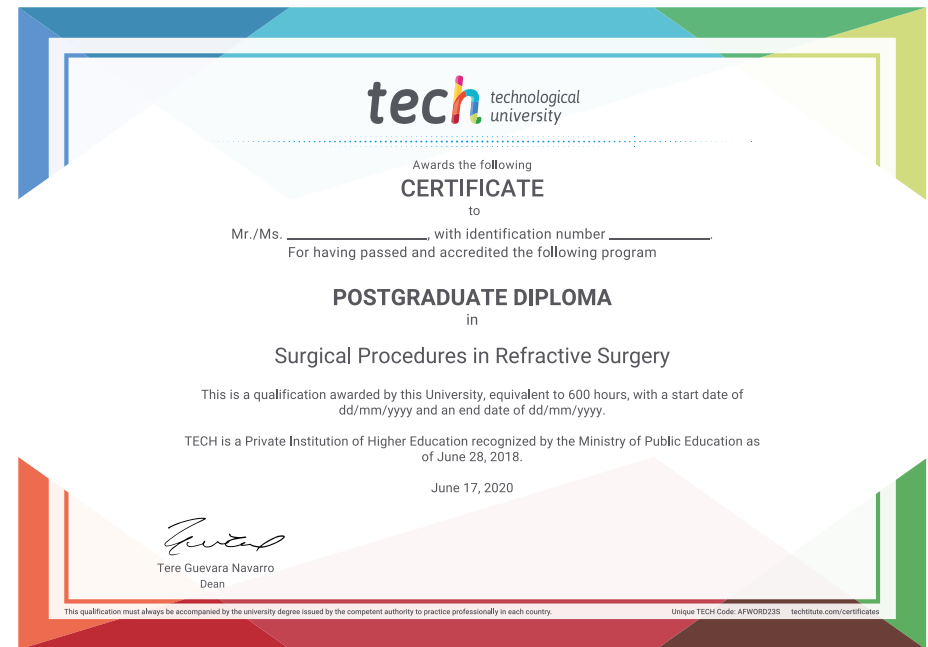 tech technological
university
Awards the following
CERTIFICATE
to
Mr./Ms. ____________________, with identification number ______________.
For having passed and accredited the following program
POSTGRADUATE DIPLOMA
in
Surgical Procedures in Refractive Surgery
This is a qualification awarded by this University, equivalent to 600 hours, with a start date of
dd/mm/yyyy and an end date of dd/mm/yyyy.
TECH is a Private Institution of Higher Education recognized by the Ministry of Public Education as
of June 28, 2018.
June 17, 2020
Tere Guevara Navarro
Dean
This qualification must always be accompanied by the university degree issued by the competent authority to practice professionally in each country.
Unique TECH Code: AFWORD23S techtitute.com/certificates